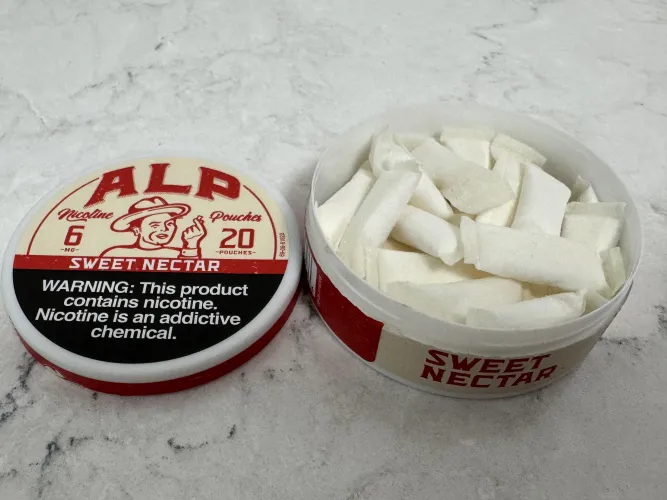 ALP
Nicotine Pouches
6 20
-MG- -POUCHES-
SWEET NECTAR
WARNING: This product
contains nicotine.
Nicotine is an addictive
chemical.
SWEET
NECTAR